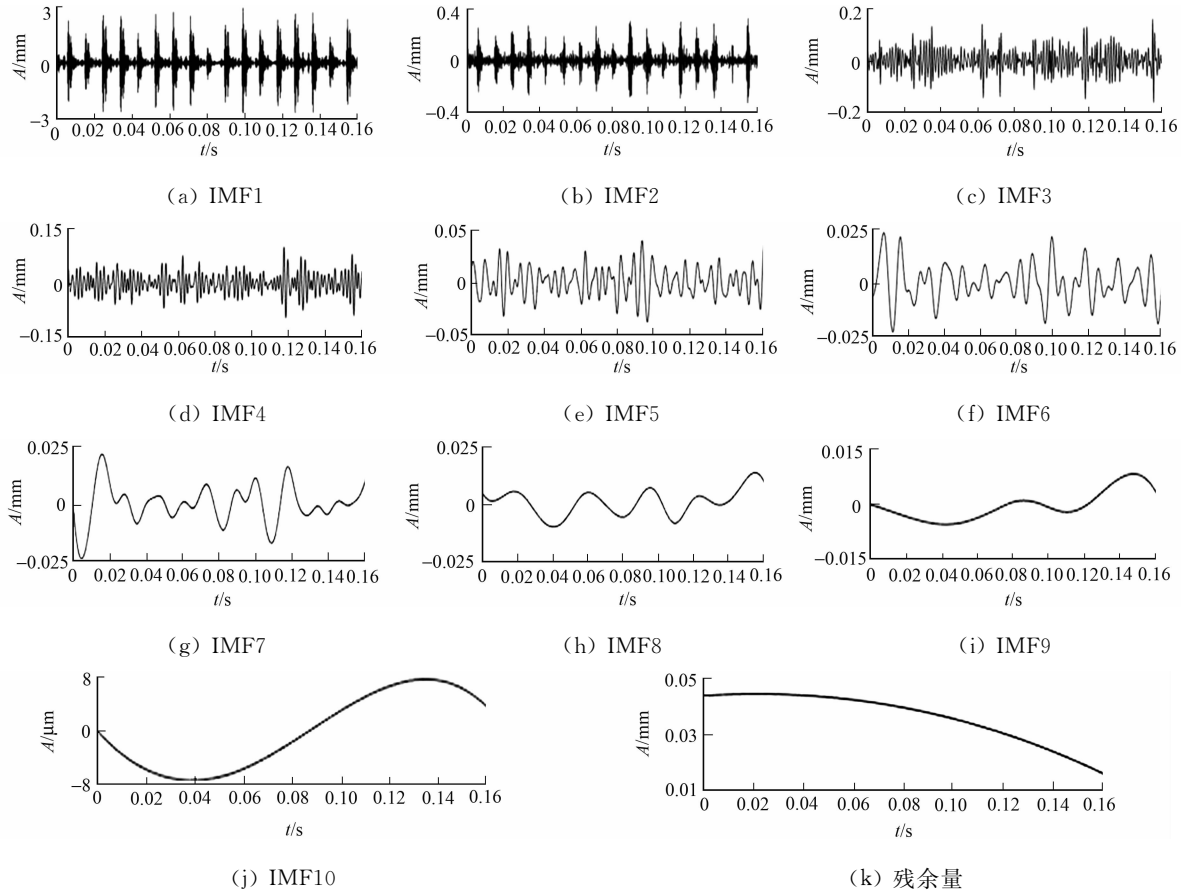 3
0
−3
A/mm
0 0.02 0.04 0.06 0.08 0.10 0.12 0.14 0.16
t/s
(a) IMF1
0.4
0
−0.4
A/mm
0 0.02 0.04 0.06 0.08 0.10 0.12 0.14 0.16
t/s
(b) IMF2
0.2
0
−0.2
A/mm
0 0.02 0.04 0.06 0.08 0.10 0.12 0.14 0.16
t/s
(c) IMF3
0.15
0
−0.15
A/mm
0 0.02 0.04 0.06 0.08 0.10 0.12 0.14 0.16
t/s
(d) IMF4
0.05
0
−0.05
A/mm
0 0.02 0.04 0.06 0.08 0.10 0.12 0.14 0.16
t/s
(e) IMF5
0.025
0
−0.025
A/mm
0 0.02 0.04 0.06 0.08 0.10 0.12 0.14 0.16
t/s
(f) IMF6
0.025
0
−0.025
A/mm
0 0.02 0.04 0.06 0.08 0.10 0.12 0.14 0.16
t/s
(g) IMF7
0.025
0
−0.025
A/mm
0 0.02 0.04 0.06 0.08 0.10 0.12 0.14 0.16
t/s
(h) IMF8
0.015
0
−0.015
A/mm
0 0.02 0.04 0.06 0.08 0.10 0.12 0.14 0.16
t/s
(i) IMF9
8
0
−8
A/μm
0 0.02 0.04 0.06 0.08 0.10 0.12 0.14 0.16
t/s
(j) IMF10
0.05
0.03
0.01
A/mm
0 0.02 0.04 0.06 0.08 0.10 0.12 0.14 0.16
t/s
(k) 残余量